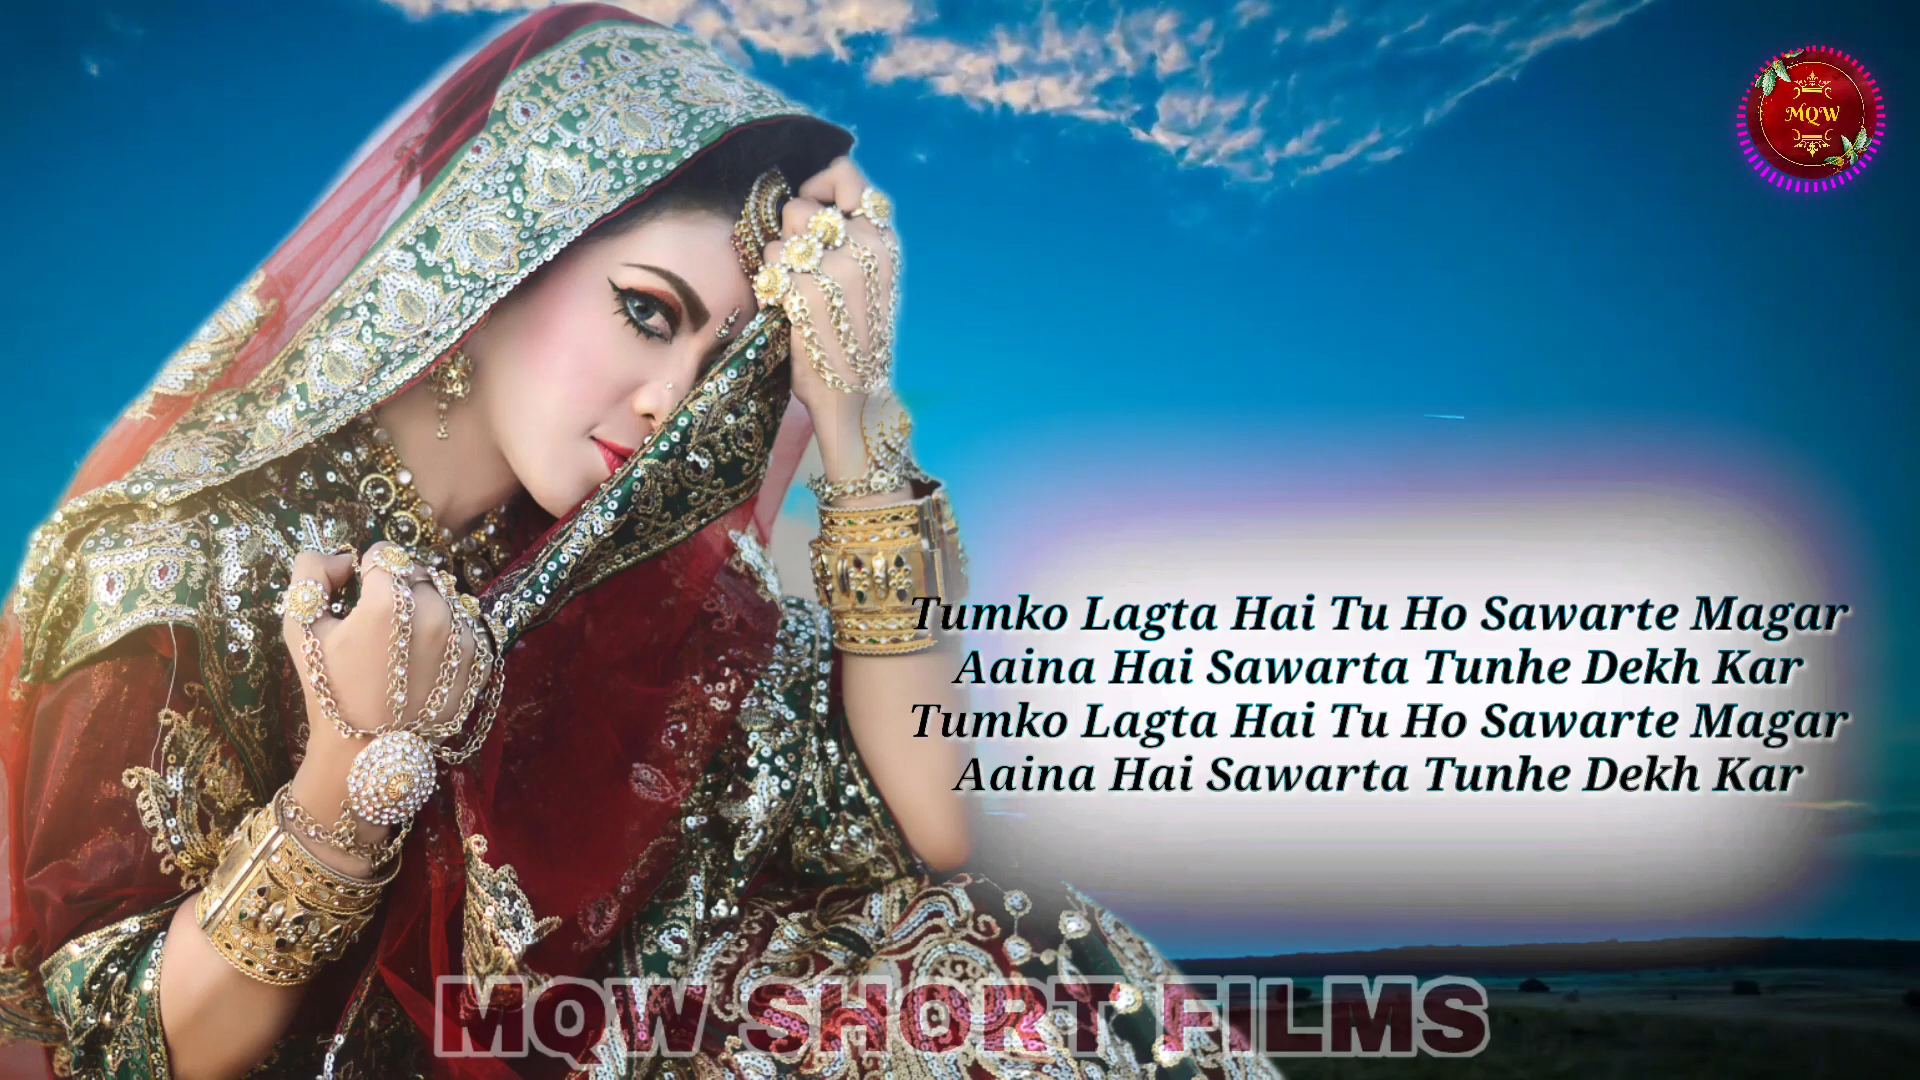 MQW
Tumko Lagta Hai Tu Ho Sawarte Magar
Aaina Hai Sawarta Tunhe Dekh Kar
Tumko Lagta Hai Tu Ho Sawarte Magar
Aaina Hai Sawarta Tunhe Dekh Kar
MQW SHORT FILMS